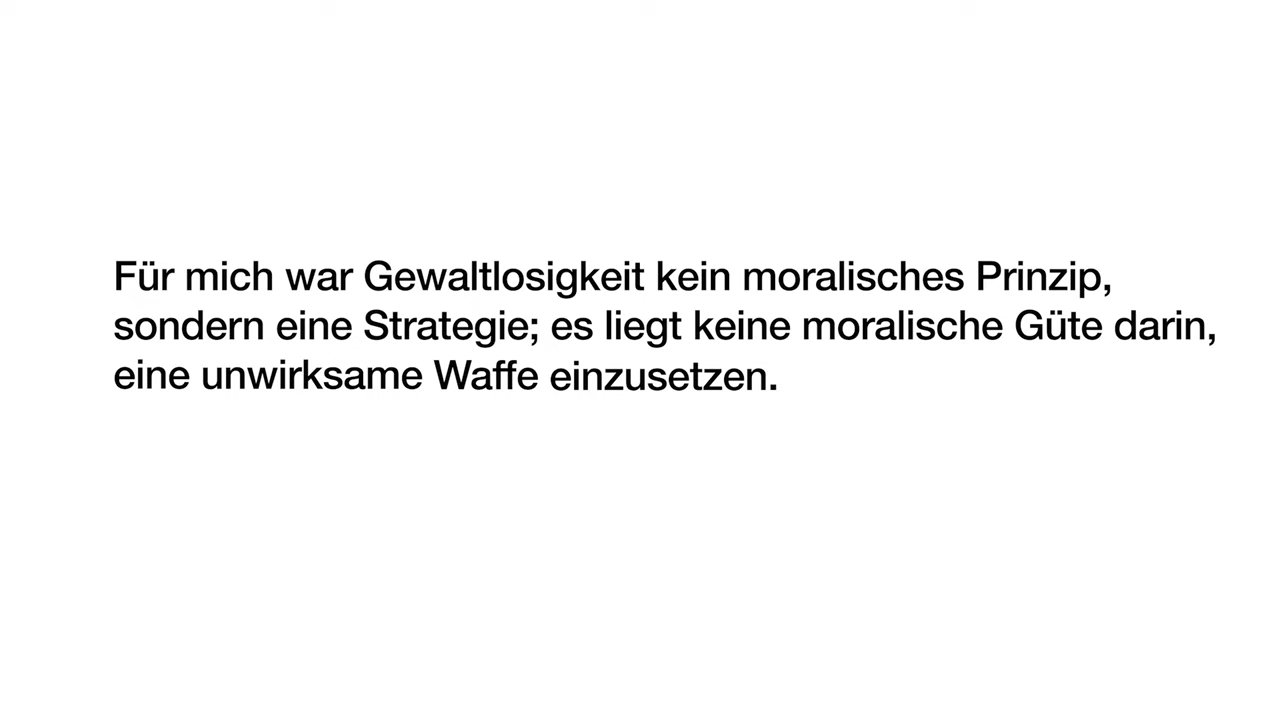 Für mich war Gewaltlosigkeit kein moralisches Prinzip,
sondern eine Strategie; es liegt keine moralische Güte darin,
eine unwirksame Waffe einzusetzen.